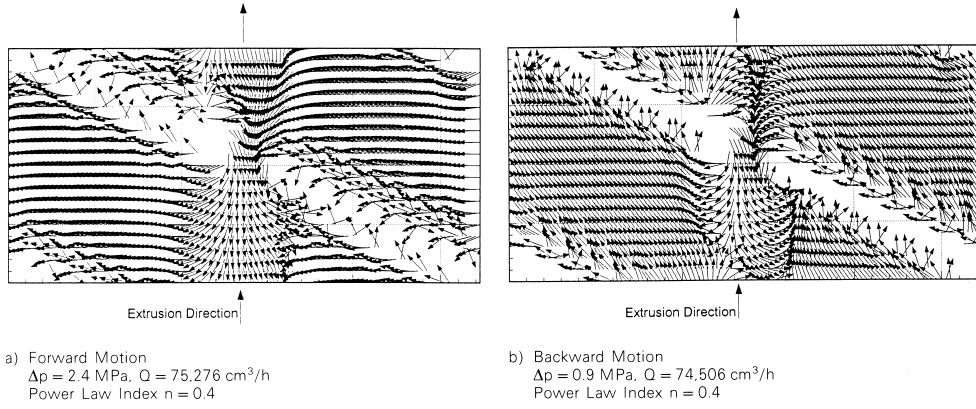 Extrusion Direction
Extrusion Direction
a) Forward Motion
Δp = 2.4 MPa, Q = 75,276 cm³/h
Power Law Index n = 0.4
b) Backward Motion
Δp = 0.9 MPa, Q = 74,506 cm³/h
Power Law Index n = 0.4